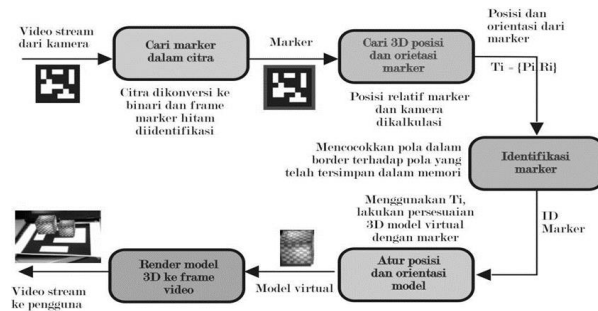 Video stream
dari kamera
Cari marker
dalam citra
Marker
Cari 3D posisi
dan orietasi
marker
Posisi dan
orientasi dari
marker
Ti = {Pi,Ri}
Citra dikonversi ke
binari dan frame
marker hitam
diidentifikasi
Posisi relatif marker
dan kamera
dikalkulasi
Mencocokkan pola dalam
border terhadap pola yang
telah tersimpan dalam memori
Identifikasi
marker
ID
Marker
Menggunakan Ti,
lakukan persesuaian
3D model virtual
dengan marker
Atur posisi
dan orientasi
model
Model virtual
Render model
3D ke frame
video
Video stream
ke pengguna